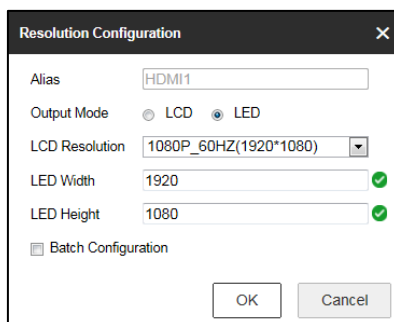 Resolution Configuration
Alias HDMI1
Output Mode LCD LED
LCD Resolution 1080P_60HZ(1920*1080)
LED Width 1920
LED Height 1080
Batch Configuration
OK Cancel